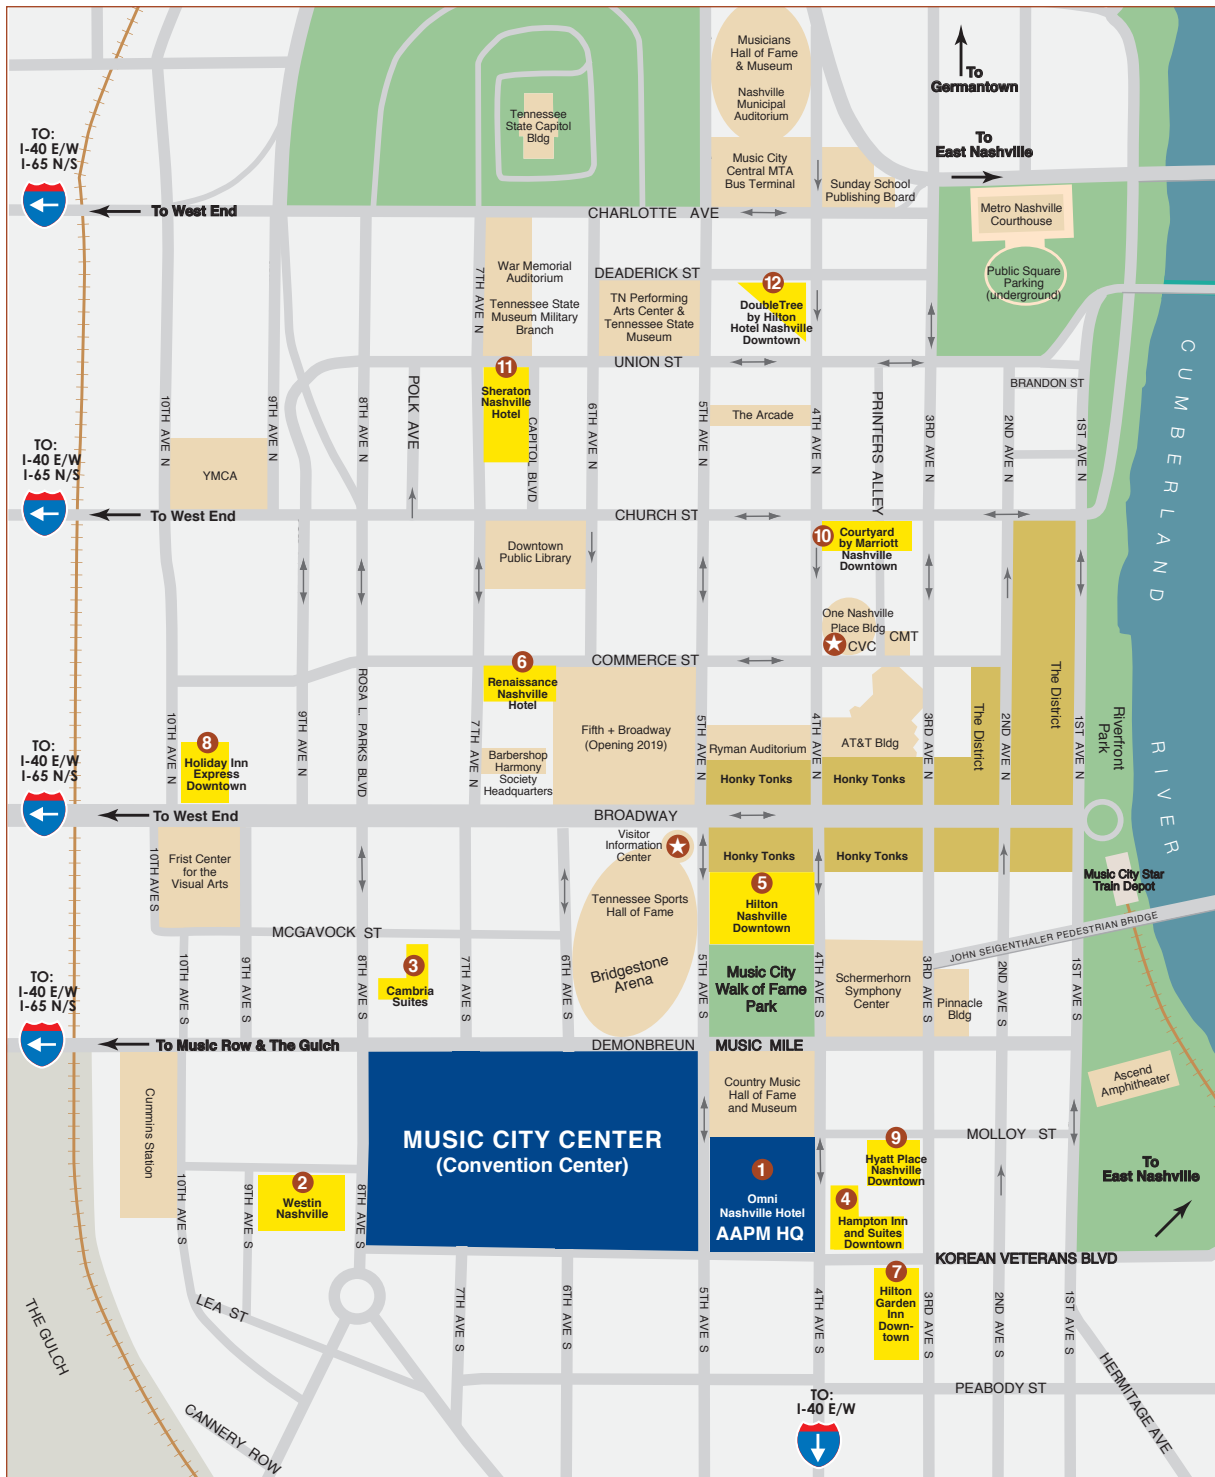 Musicians
Hall of Fame
& Museum
Nashville
Municipal
Auditorium
To
Germantown
Tennessee
State Capitol
Bldg
TO:
I-40 E/W
I-65 N/S
To
East Nashville
Music City
Central MTA
Bus Terminal
Sunday School
Publishing Board
To West End
CHARLOTTE AVE
Metro Nashville
Courthouse
War Memorial
Auditorium
Tennessee State
Museum Military
Branch
7TH AVE N
DEADERICK ST
TN Performing
Arts Center &
Tennessee State
Museum
12
DoubleTree
by Hilton
Hotel Nashville
Downtown
Public Square
Parking
(underground)
UNION ST
11
Sheraton
Nashville
Hotel
BRANDON ST
10TH AVE N
9TH AVE N
8TH AVE N
POLK AVE
CAPITOL BLVD
6TH AVE N
5TH AVE N
The Arcade
4TH AVE N
PRINTERS ALLEY
3RD AVE N
2ND AVE N
1ST AVE N
CUMBERLAND
RIVER
TO:
I-40 E/W
I-65 N/S
YMCA
To West End
CHURCH ST
Downtown
Public Library
10
Courtyard
by Marriott
Nashville
Downtown
One Nashville
Place Bldg
CVC
CMT
COMMERCE ST
6
Renaissance
Nashville
Hotel
The District
The District
Riverfront
Park
10TH AVE N
9TH AVE N
ROSA L. PARKS BLVD
7TH AVE N
Fifth + Broadway
(Opening 2019)
5TH AVE N
Ryman Auditorium
4TH AVE N
AT&T Bldg
3RD AVE N
2ND AVE N
1ST AVE N
TO:
I-40 E/W
I-65 N/S
8
Holiday Inn
Express
Downtown
Barbershop
Harmony
Society
Headquarters
Honky Tonks
Honky Tonks
To West End
BROADWAY
Visitor
Information
Center
Honky Tonks
Honky Tonks
10TH AVE S
Frist Center
for the
Visual Arts
5
Hilton
Nashville
Downtown
Music City Star
Train Depot
Tennessee Sports
Hall of Fame
MCGAVOCK ST
JOHN SEIGENTHALER PEDESTRIAN BRIDGE
3
Cambria
Suites
Bridgestone
Arena
Music City
Walk of Fame
Park
Schermerhorn
Symphony
Center
Pinnacle
Bldg
10TH AVE S
9TH AVE S
8TH AVE S
7TH AVE S
6TH AVE S
5TH AVE S
4TH AVE S
3RD AVE S
2ND AVE S
1ST AVE S
TO:
I-40 E/W
I-65 N/S
To Music Row & The Gulch
DEMONBREUN
MUSIC MILE
Cummins Station
Country Music
Hall of Fame
and Museum
Ascend
Amphitheater
MUSIC CITY CENTER
(Convention Center)
MOLLOY ST
9
Hyatt Place
Nashville
Downtown
To
East Nashville
1
Omni
Nashville Hotel
AAPM HQ
10TH AVE S
9TH AVE S
2
Westin
Nashville
8TH AVE S
4
Hampton Inn
and Suites
Downtown
KOREAN VETERANS BLVD
7
Hilton
Garden
Inn
Down-
town
THE GULCH
LEA ST
7TH AVE S
6TH AVE S
5TH AVE S
4TH AVE S
3RD AVE S
2ND AVE S
1ST AVE S
HERMITAGE AVE
PEABODY ST
CANNERY ROW
TO:
I-40 E/W